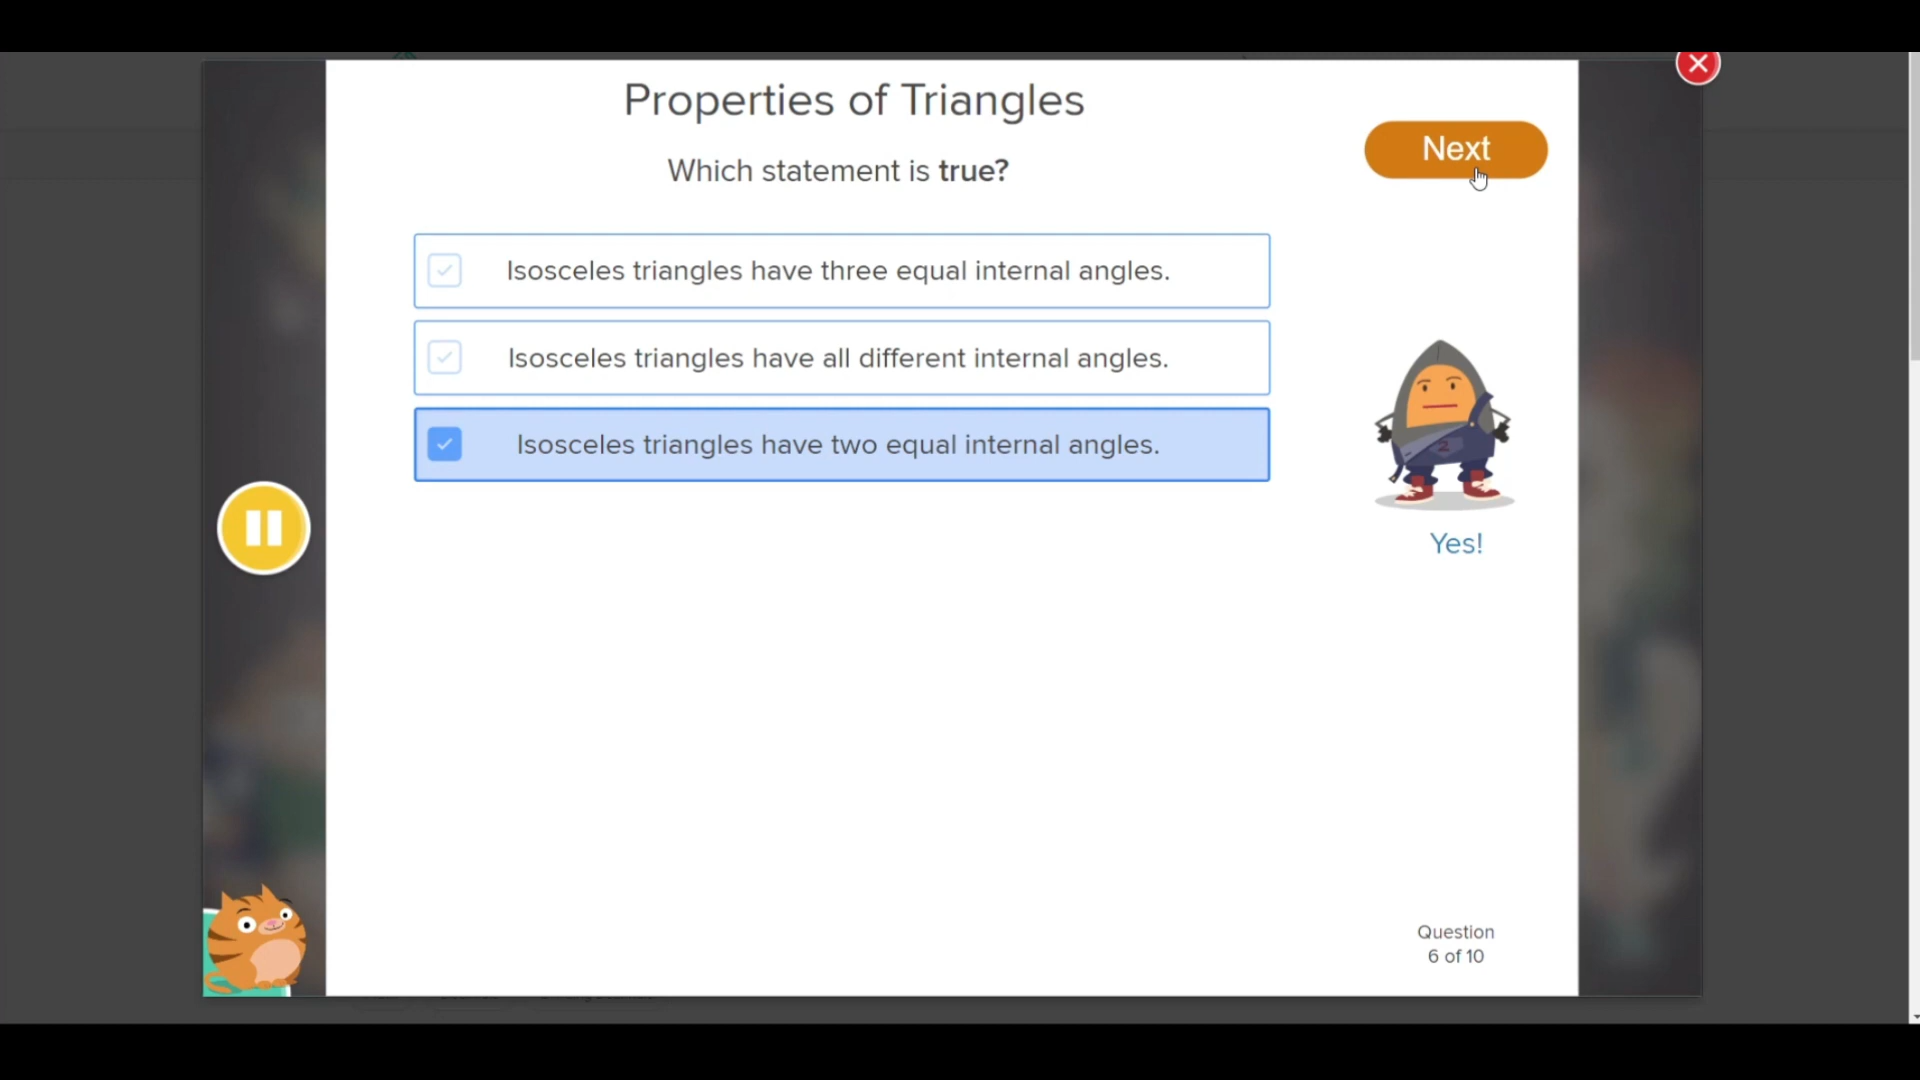 Properties of Triangles
Next
Which statement is true?
Isosceles triangles have three equal internal angles.
Isosceles triangles have all different internal angles.
Isosceles triangles have two equal internal angles.
2
Yes!
Question
6 of 10